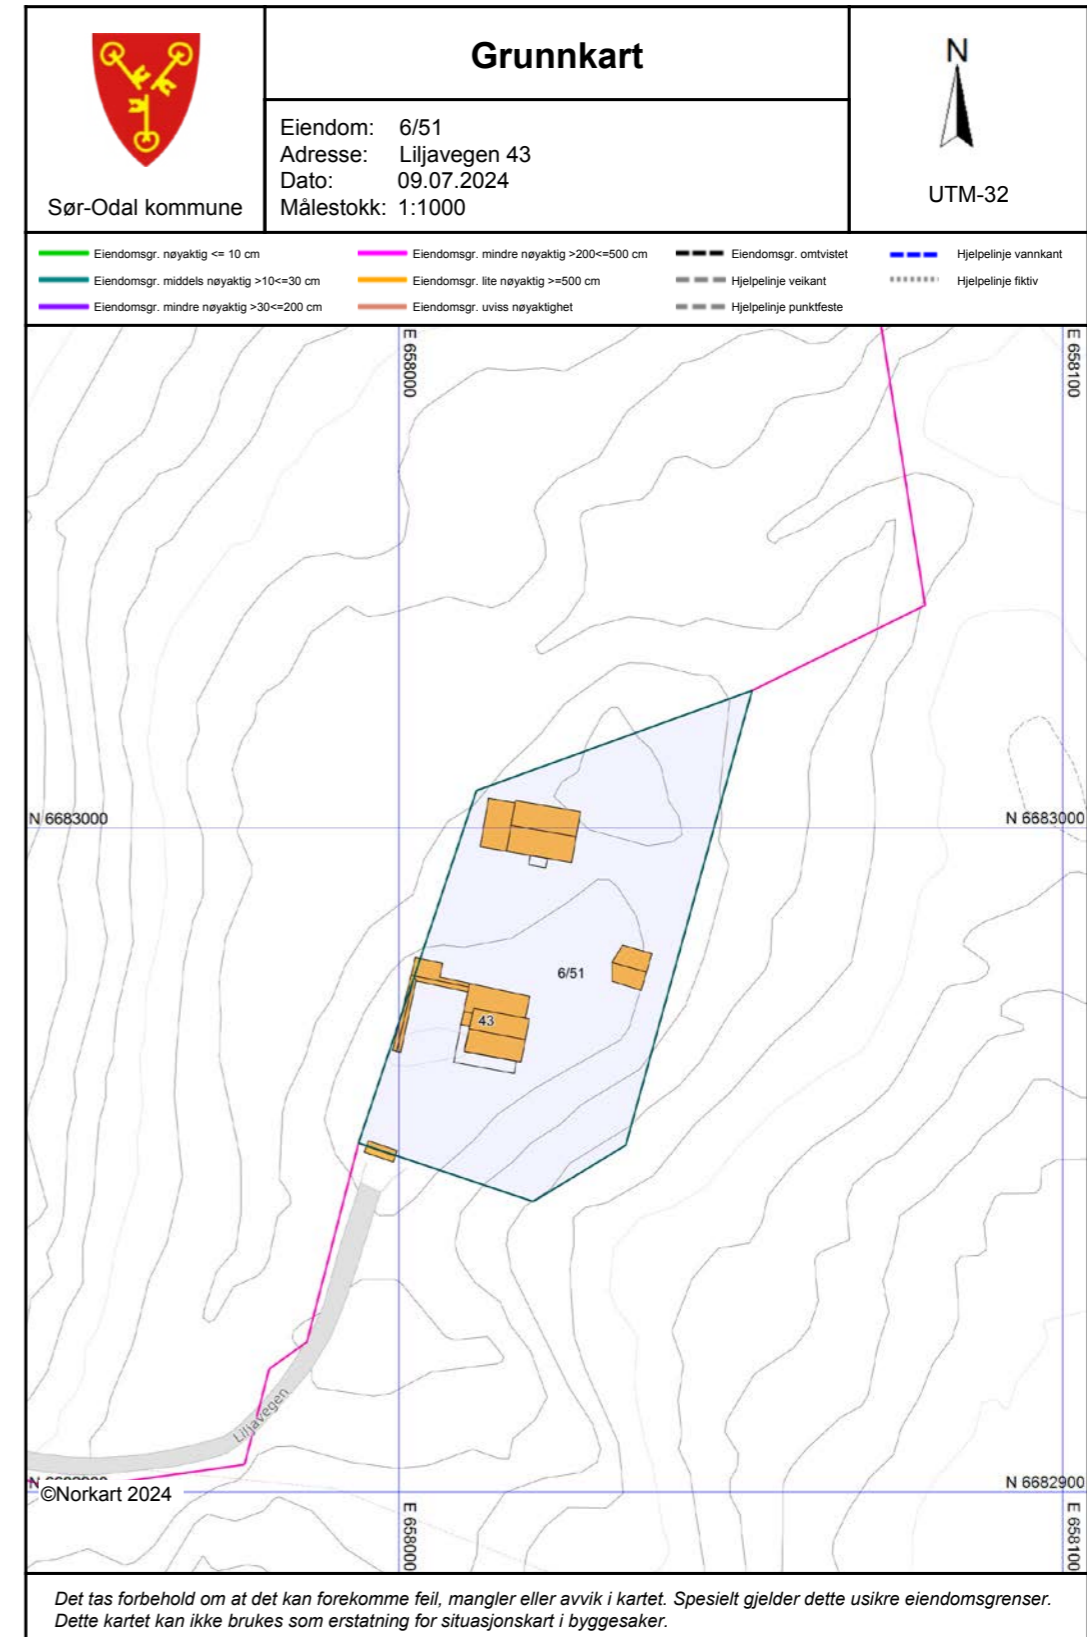 Grunnkart
Sør-Odal kommune
Eiendom: 6/51
Adresse: Liljavegen 43
Dato: 09.07.2024
Målestokk: 1:1000
N
UTM-32
Eiendomsgr. nøyaktig <= 10 cm
Eiendomsgr. middels nøyaktig >10<=30 cm
Eiendomsgr. mindre nøyaktig >30<=200 cm
Eiendomsgr. mindre nøyaktig >200<=500 cm
Eiendomsgr. lite nøyaktig >=500 cm
Eiendomsgr. uviss nøyaktighet
Eiendomsgr. omtvistet
Hjelpelinje veikant
Hjelpelinje punktfeste
Hjelpelinje vannkant
Hjelpelinje fiktiv
E 658000
E 658100
N 6683000
N 6683000
6/51
43
Liljavegen
N 6682900
N 6682900
©Norkart 2024
E 658000
E 658100
Det tas forbehold om at det kan forekomme feil, mangler eller avvik i kartet. Spesielt gjelder dette usikre eiendomsgrenser.
Dette kartet kan ikke brukes som erstatning for situasjonskart i byggesaker.